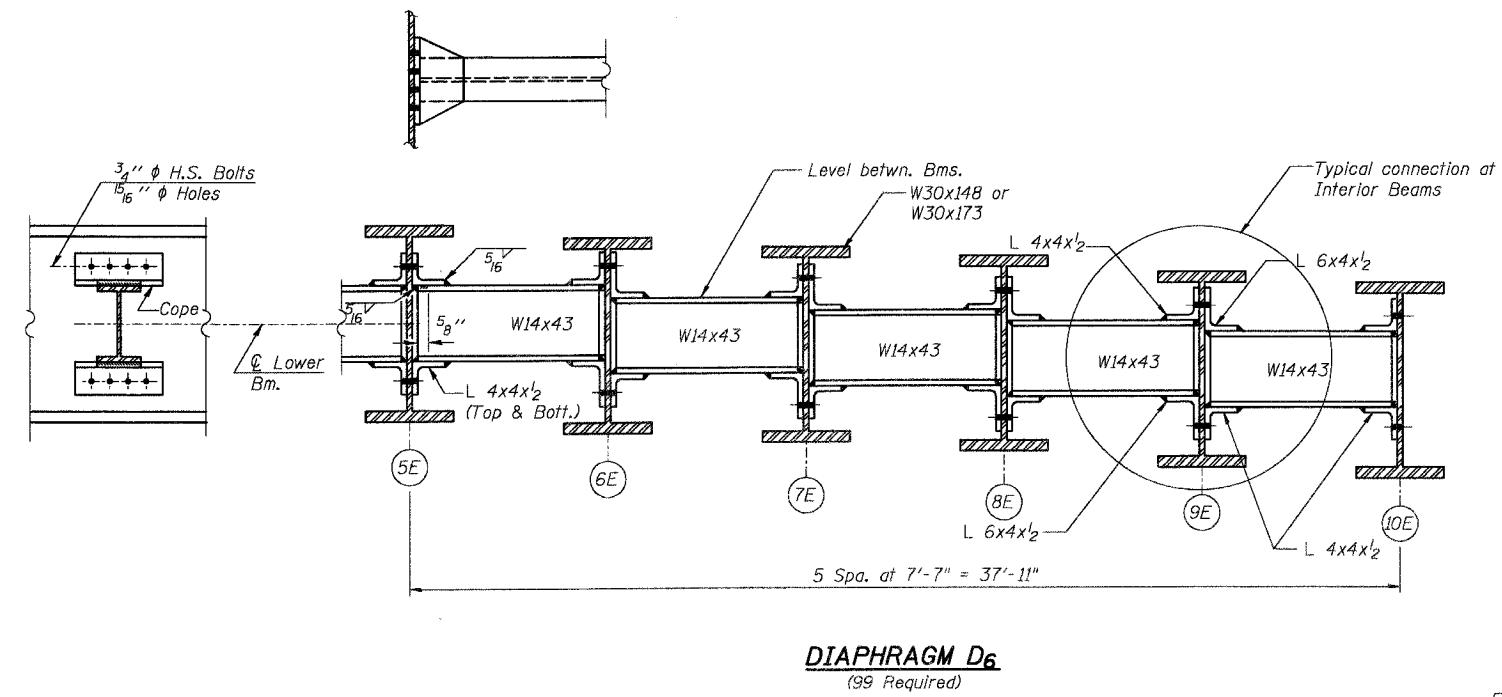 3/4" φ H.S. Bolts
15/16" φ Holes
Cope
℄ Lower
Bm.
5/16
5/16
5/8"
L 4x4x1/2
(Top & Bott.)
Level betwn. Bms.
W30x148 or
W30x173
Typical connection at
Interior Beams
L 4x4x1/2
L 6x4x1/2
W14x43
W14x43
W14x43
W14x43
W14x43
L 6x4x1/2
L 4x4x1/2
5E
6E
7E
8E
9E
10E
5 Spa. at 7'-7" = 37'-11"
DIAPHRAGM D6
(99 Required)